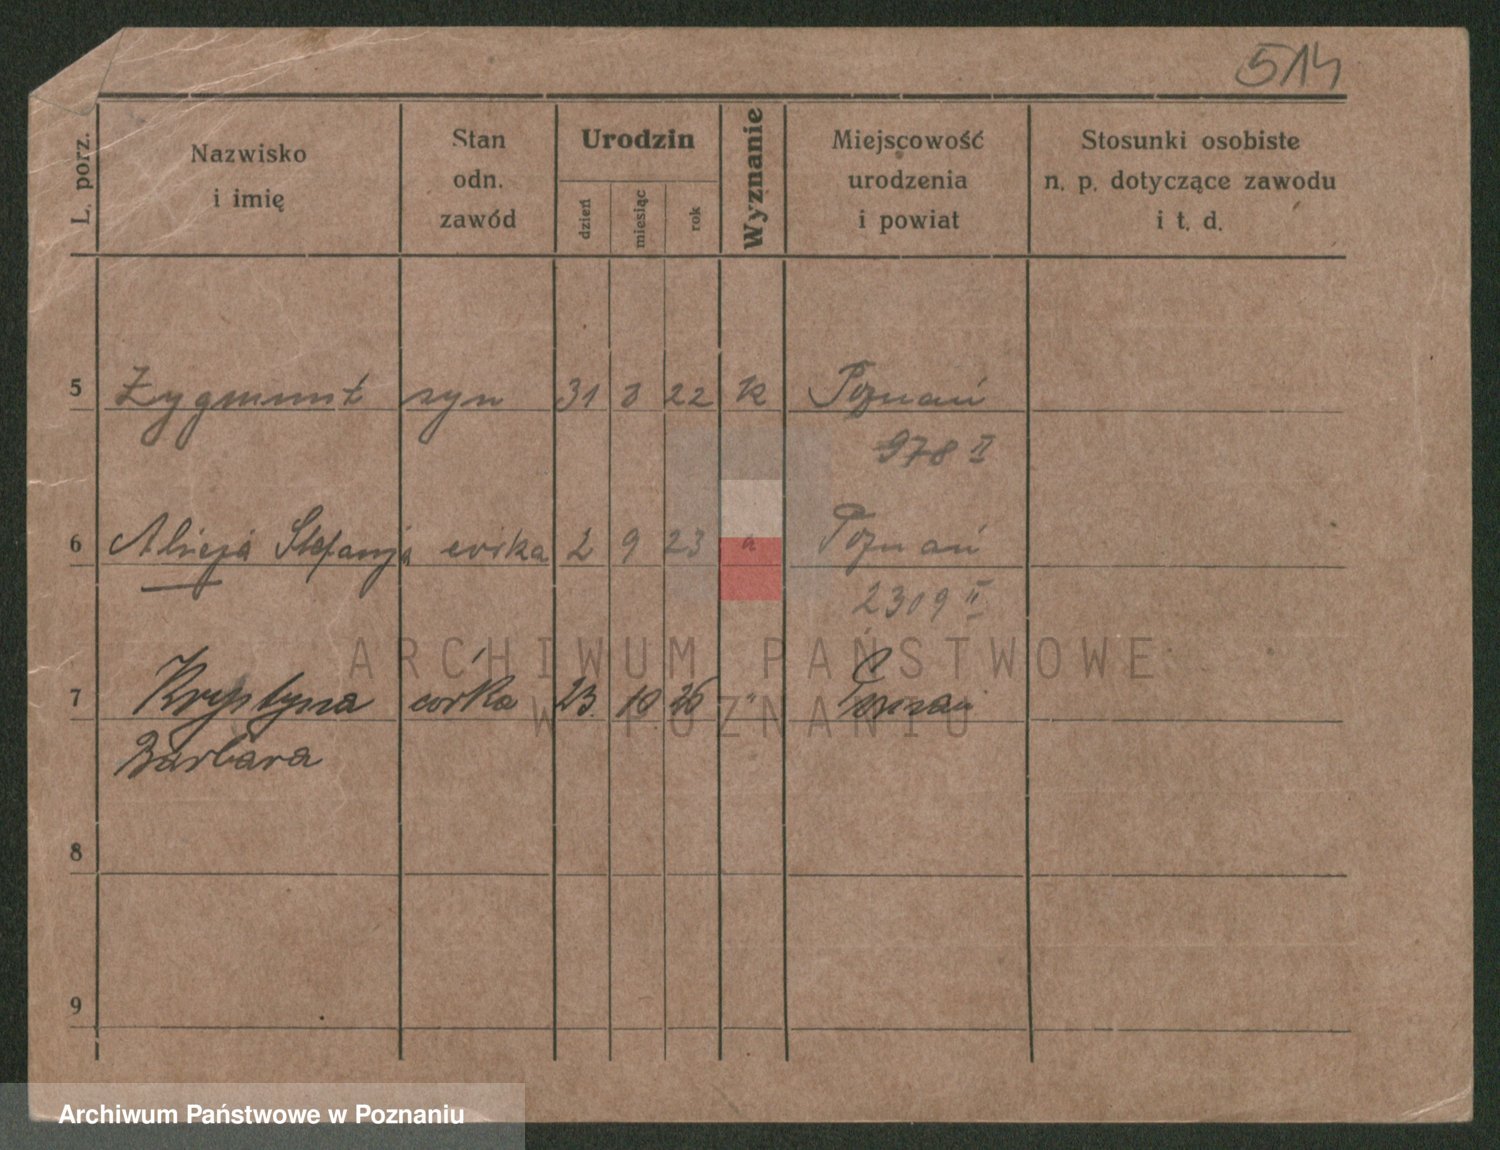 514
L. porz.
Nazwisko
i imię
Stan
odn.
zawód
Urodzin
dzień
miesiąc
rok
Wyznanie
Miejscowość
urodzenia
i powiat
Stosunki osobiste
n. p. dotyczące zawodu
i t. d.
5 Zygmunt syn 31 8 22 k Poznań
978 II
6 Alicja Stefanja córka 2 9 23 " Poznań
2309 II
ARCHIWUM PAŃSTWOWE
W POZNANIU
7 Krystyna córka 23. 10 26 " Poznań
Barbara
8
9
Archiwum Państwowe w Poznaniu